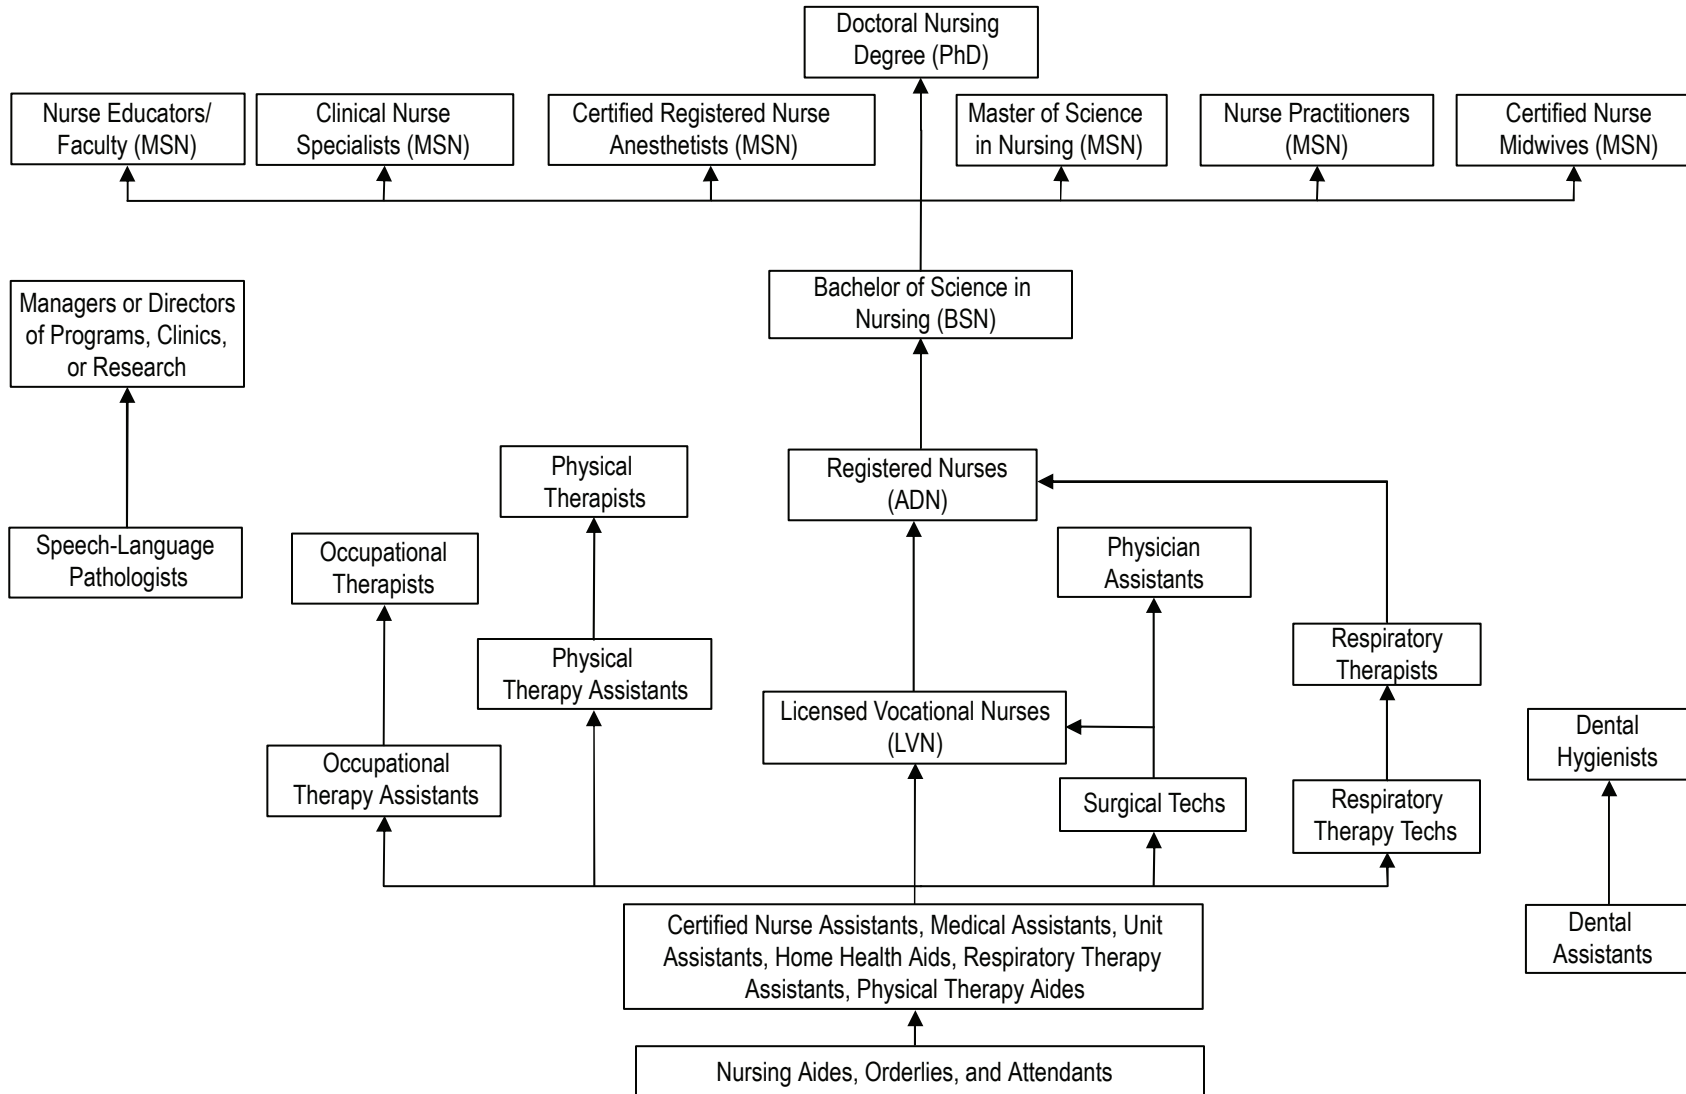 Doctoral Nursing
Degree (PhD)
Nurse Educators/
Faculty (MSN)
Clinical Nurse
Specialists (MSN)
Certified Registered Nurse
Anesthetists (MSN)
Master of Science
in Nursing (MSN)
Nurse Practitioners
(MSN)
Certified Nurse
Midwives (MSN)
Managers or Directors
of Programs, Clinics,
or Research
Bachelor of Science in
Nursing (BSN)
Physical
Therapists
Registered Nurses
(ADN)
Speech-Language
Pathologists
Occupational
Therapists
Physician
Assistants
Physical
Therapy Assistants
Respiratory
Therapists
Licensed Vocational Nurses
(LVN)
Dental
Hygienists
Occupational
Therapy Assistants
Surgical Techs
Respiratory
Therapy Techs
Certified Nurse Assistants, Medical Assistants, Unit
Assistants, Home Health Aids, Respiratory Therapy
Assistants, Physical Therapy Aides
Dental
Assistants
Nursing Aides, Orderlies, and Attendants